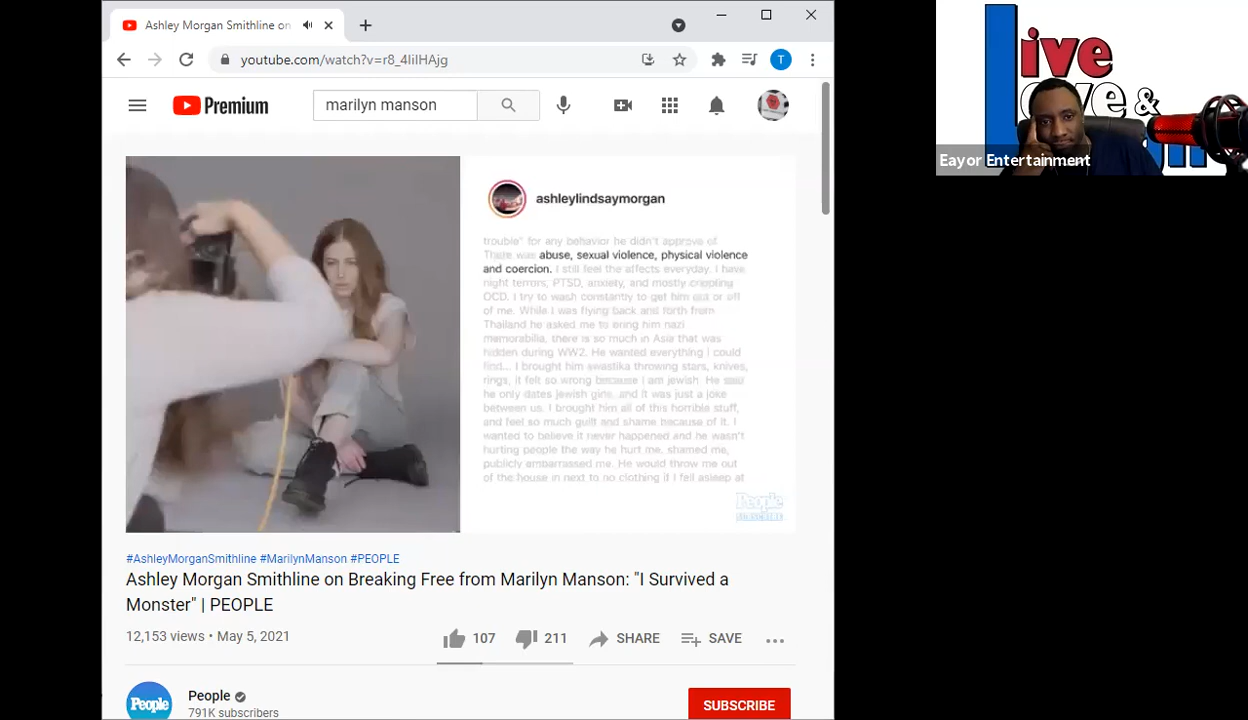 Ashley Morgan Smithline on
youtube.com/watch?v=r8_4IiIHAjg
Premium
marilyn manson
T
ashleylindsaymorgan
trouble" for any behavior he didn't approve of
There was abuse, sexual violence, physical violence
and coercion. I still feel the affects everyday. I have
night terrors, PTSD, anxiety, and mostly crippling
OCD. I try to wash constantly to get him out or off
of me. While I was flying back and forth from
Thailand he asked me to bring him nazi
memorabilia, there is so much in Asia that was
hidden during WW2. He wanted everything I could
find... I brought him swastika throwing stars, knives,
rings, it felt so wrong because I am jewish. He said
he only dates jewish girls, and it was just a joke
between us. I brought him all of this horrible stuff,
and feel so much guilt and shame because of it. I
wanted to believe it never happened and he wasn't
hurting people the way he hurt me. shamed me,
publicly embarrassed me. He would throw me out
of the house in next to no clothing if I fell asleep at
People
SUBSCRIBE
#AshleyMorganSmithline #MarilynManson #PEOPLE
Ashley Morgan Smithline on Breaking Free from Marilyn Manson: "I Survived a
Monster" | PEOPLE
12,153 views • May 5, 2021
107
211
SHARE
SAVE
People
People
791K subscribers
SUBSCRIBE
Live
&
Eayor Entertainment